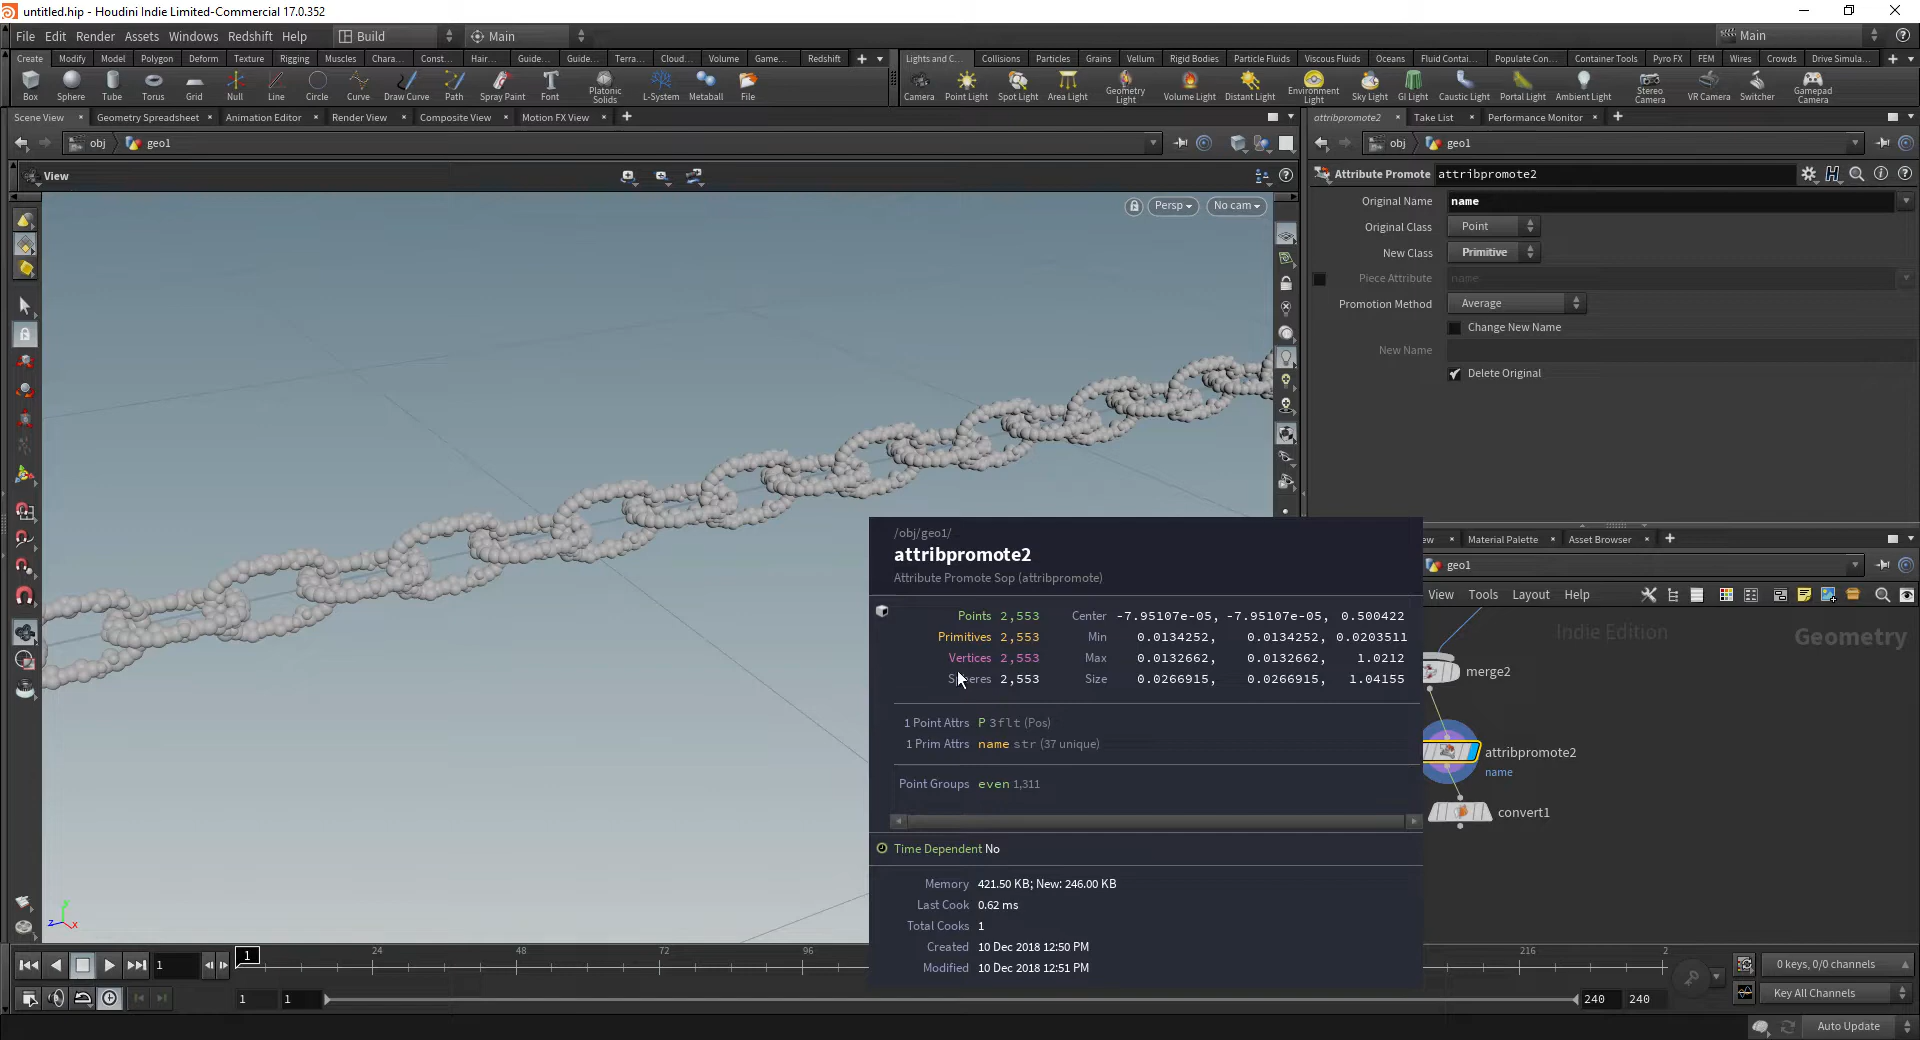 untitled.hip - Houdini Indie Limited-Commercial 17.0.352
File Edit Render Assets Windows Redshift Help Build Main Main
Create Modify Model Polygon Deform Texture Rigging Muscles Chara... Const... Hair... Guide... Guide... Terra... Cloud... Volume Game... Redshift
Lights and C... Collisions Particles Grains Vellum Rigid Bodies Particle Fluids Viscous Fluids Oceans Fluid Contai... Populate Con... Container Tools Pyro FX FEM Wires Crowds Drive Simula...
Box Sphere Tube Torus Grid Null Line Circle Curve Draw Curve Path Spray Paint Font Platonic Solids L-System Metaball File
Camera Point Light Spot Light Area Light Geometry Light Volume Light Distant Light Environment Light Sky Light GI Light Caustic Light Portal Light Ambient Light Stereo Camera VR Camera Switcher Gamepad Camera
Scene View Geometry Spreadsheet Animation Editor Render View Composite View Motion FX View
attribpromote2 Take List Performance Monitor
obj geo1
obj geo1
View
Attribute Promote attribpromote2
Persp No cam
Original Name name
Original Class Point
New Class Primitive
Piece Attribute name
Promotion Method Average
Change New Name
New Name
Delete Original
/obj/geo1/
attribpromote2
Attribute Promote Sop (attribpromote)
Points 2,553 Center -7.95107e-05, -7.95107e-05, 0.500422
Primitives 2,553 Min 0.0134252, 0.0134252, 0.0203511
Vertices 2,553 Max 0.0132662, 0.0132662, 1.0212
2,553 Size 0.0266915, 0.0266915, 1.04155
1 Point Attrs P 3flt (Pos)
1 Prim Attrs name str (37 unique)
Point Groups even 1,311
Time Dependent No
Memory 421.50 KB; New: 246.00 KB
Last Cook 0.62 ms
Total Cooks 1
Created 10 Dec 2018 12:50 PM
Modified 10 Dec 2018 12:51 PM
ew Material Palette Asset Browser
geo1
View Tools Layout Help
Indie Edition Geometry
merge2
attribpromote2
name
convert1
z y x
1 1 24 48 72 96 216 2
0 keys, 0/0 channels
1 1 240 240
Key All Channels
Auto Update